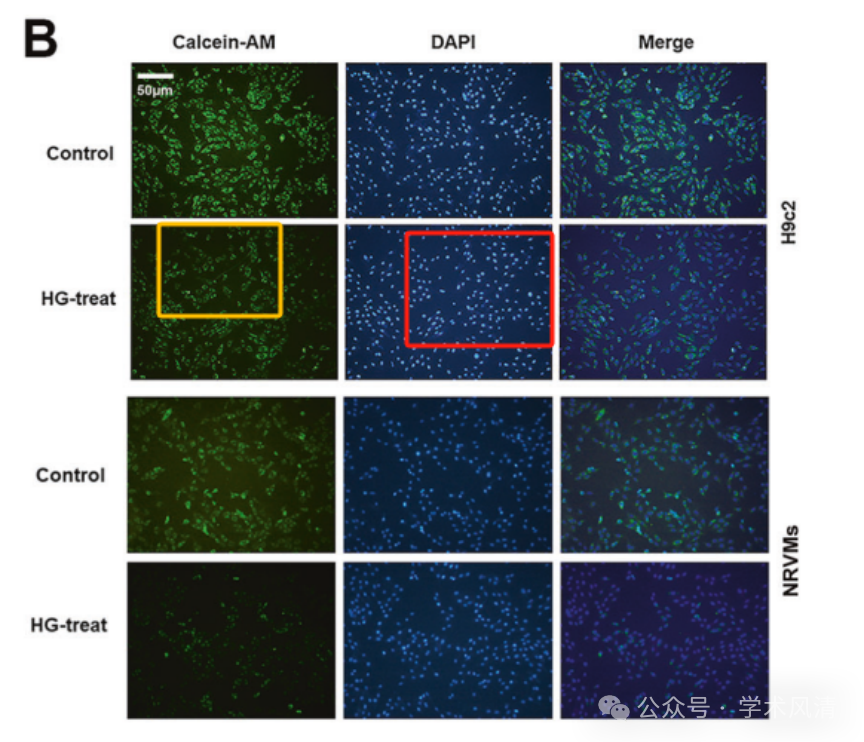 B
Calcein-AM DAPI Merge
50μm
Control
H9c2
HG-treat
Control
NRVMs
HG-treat
公众号 · 学术风